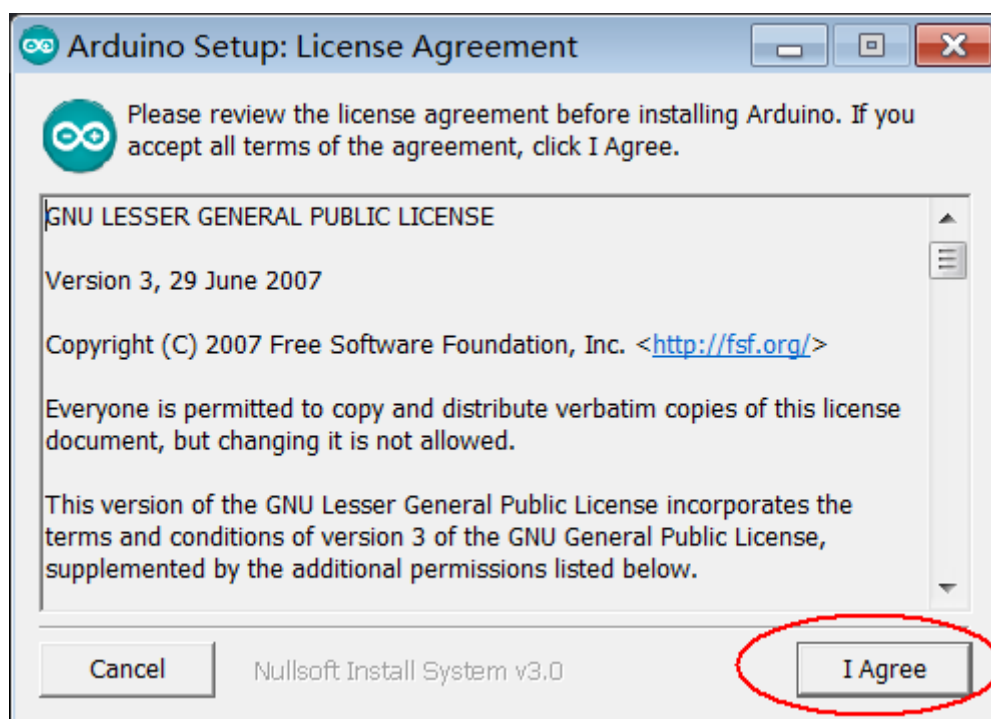 Arduino Setup: License Agreement
Please review the license agreement before installing Arduino. If you
accept all terms of the agreement, click I Agree.
GNU LESSER GENERAL PUBLIC LICENSE
Version 3, 29 June 2007
Copyright (C) 2007 Free Software Foundation, Inc. <http://fsf.org/>
Everyone is permitted to copy and distribute verbatim copies of this license
document, but changing it is not allowed.
This version of the GNU Lesser General Public License incorporates the
terms and conditions of version 3 of the GNU General Public License,
supplemented by the additional permissions listed below.
Cancel
Nullsoft Install System v3.0
I Agree